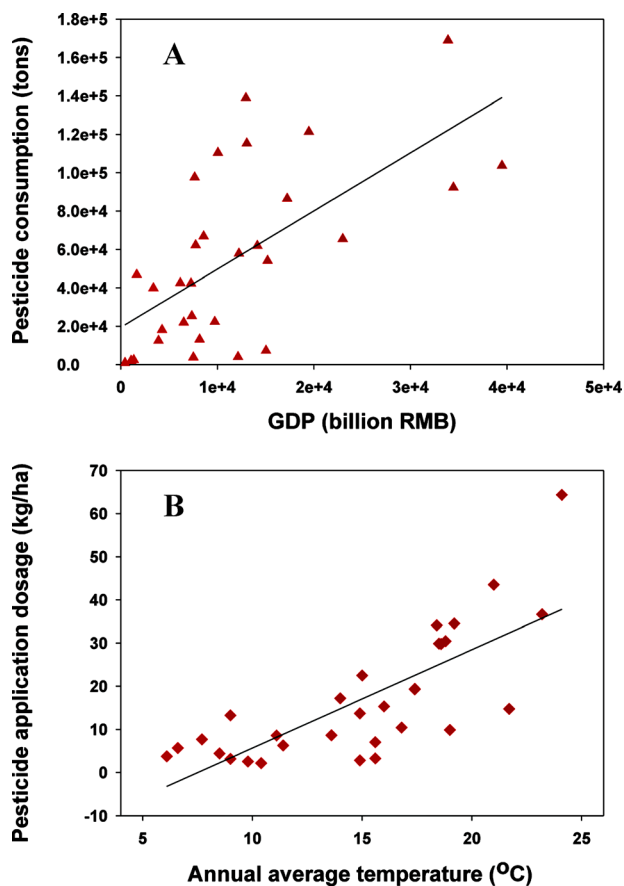 A
Pesticide consumption (tons)
1.8e+5
1.6e+5
1.4e+5
1.2e+5
1.0e+5
8.0e+4
6.0e+4
4.0e+4
2.0e+4
0.0
0 1e+4 2e+4 3e+4 4e+4 5e+4
GDP (billion RMB)
B
Pesticide application dosage (kg/ha)
70
60
50
40
30
20
10
0
-10
5 10 15 20 25
Annual average temperature (ºC)